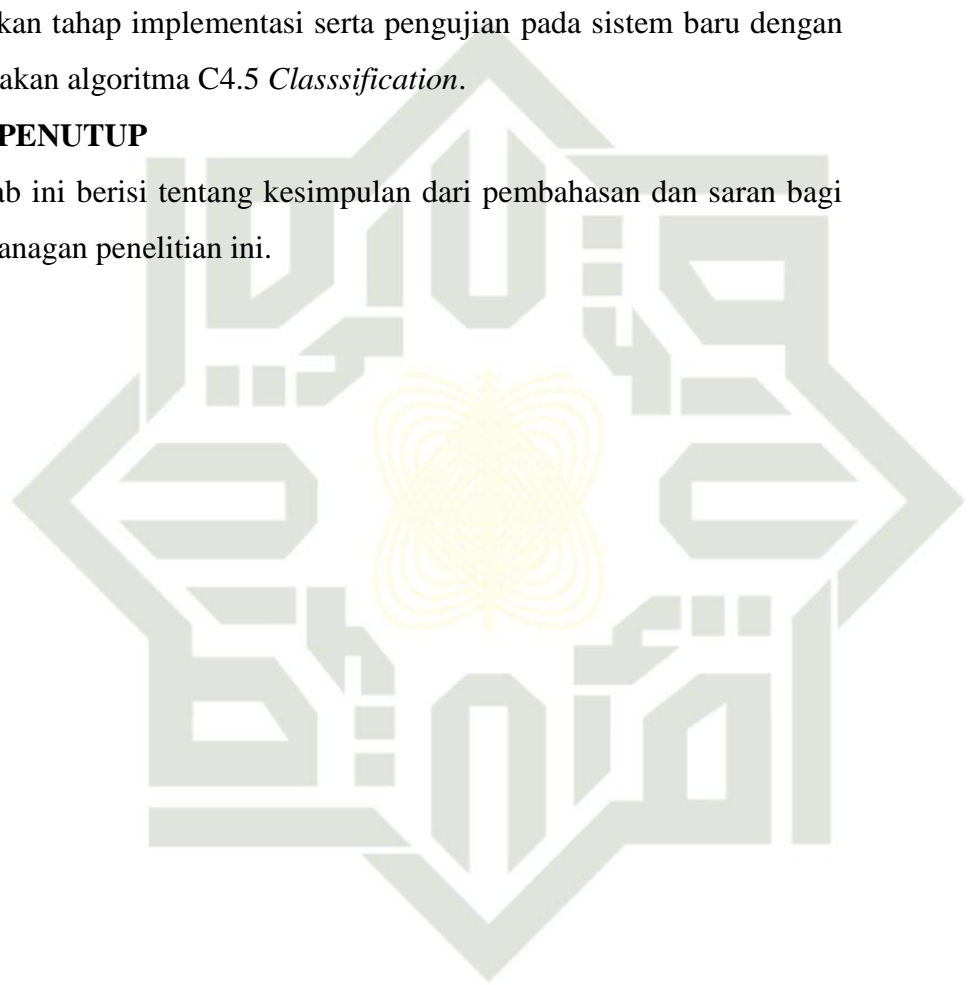 kan tahap implementasi serta pengujian pada sistem baru dengan
akan algoritma C4.5 Classsification.
PENUTUP
ab ini berisi tentang kesimpulan dari pembahasan dan saran bagi
anagan penelitian ini.